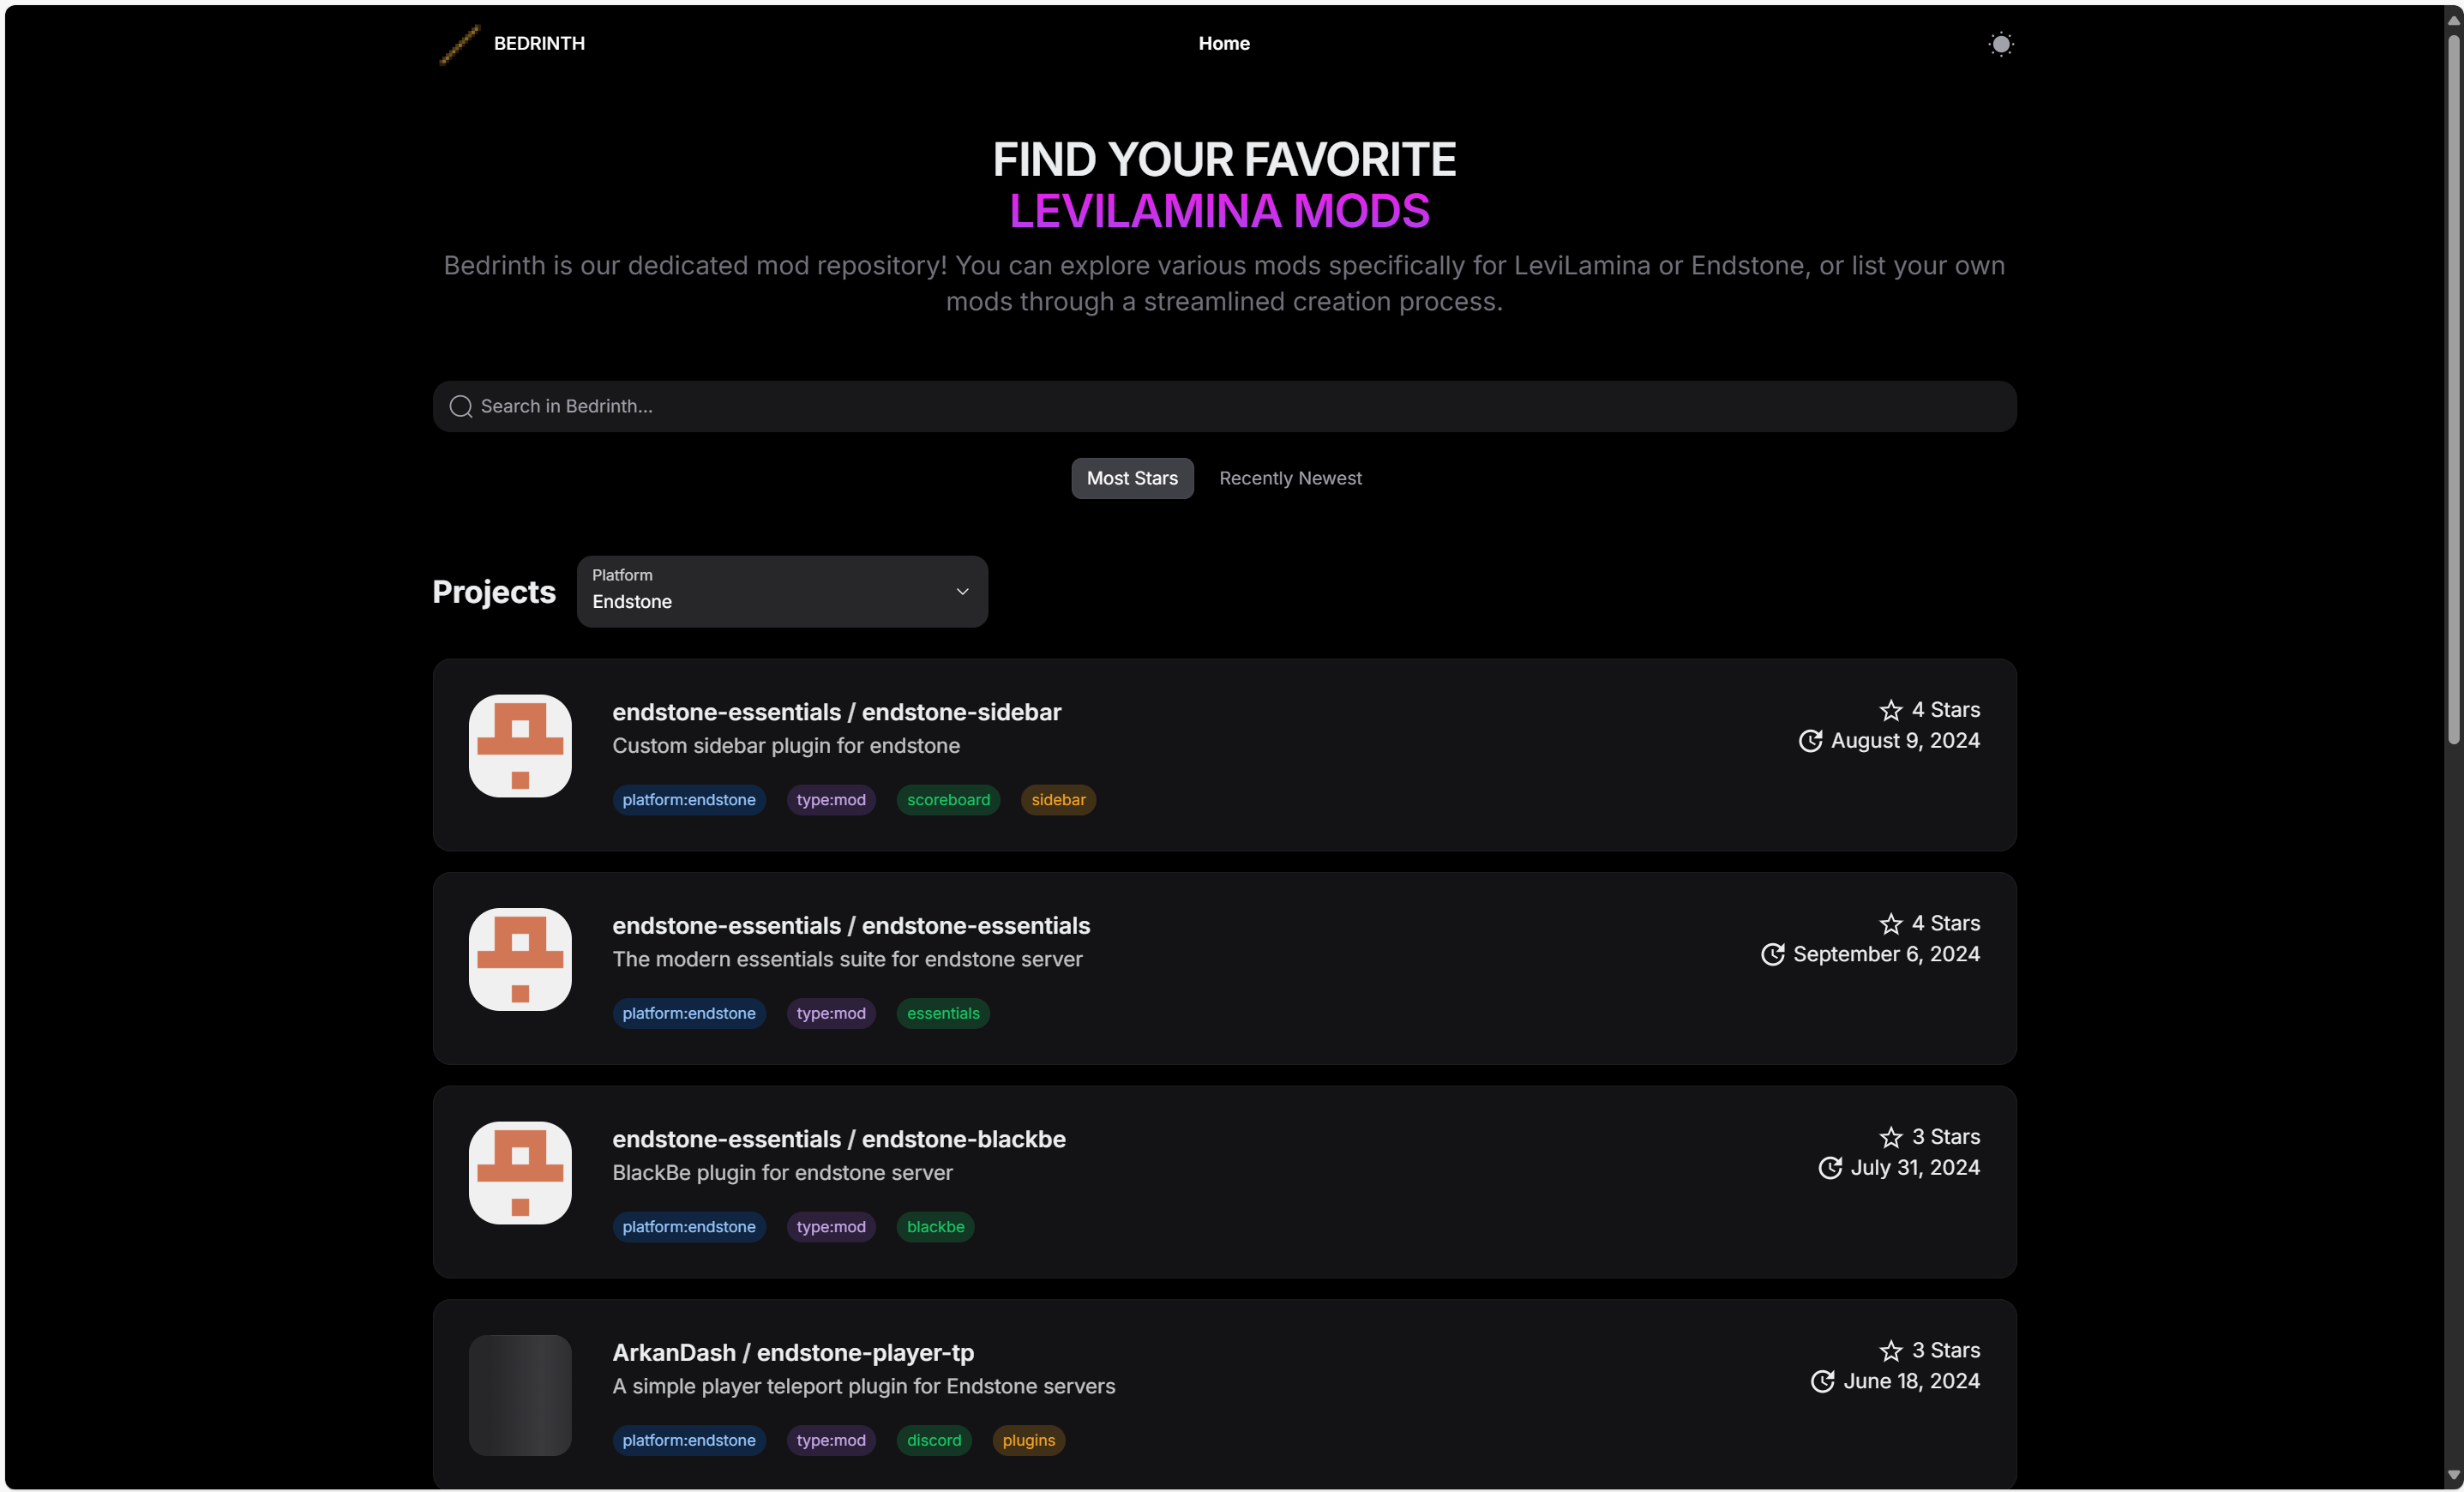 BEDRINTH
Home
FIND YOUR FAVORITE
LEVILAMINA MODS
Bedrinth is our dedicated mod repository! You can explore various mods specifically for LeviLamina or Endstone, or list your own
mods through a streamlined creation process.
Search in Bedrinth...
Most Stars
Recently Newest
Projects
Platform
Endstone
endstone-essentials / endstone-sidebar
4 Stars
Custom sidebar plugin for endstone
August 9, 2024
platform:endstone type:mod scoreboard sidebar
endstone-essentials / endstone-essentials
4 Stars
The modern essentials suite for endstone server
September 6, 2024
platform:endstone type:mod essentials
endstone-essentials / endstone-blackbe
3 Stars
BlackBe plugin for endstone server
July 31, 2024
platform:endstone type:mod blackbe
ArkanDash / endstone-player-tp
3 Stars
A simple player teleport plugin for Endstone servers
June 18, 2024
platform:endstone type:mod discord plugins